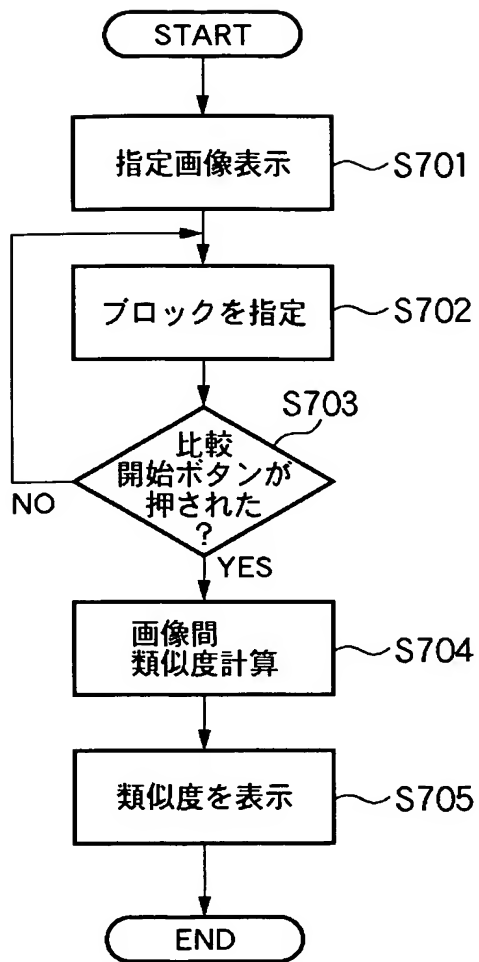 START
指定画像表示
S701
ブロックを指定
S702
S703
比較
開始ボタンが
押された
?
NO
YES
画像間
類似度計算
S704
類似度を表示
S705
END